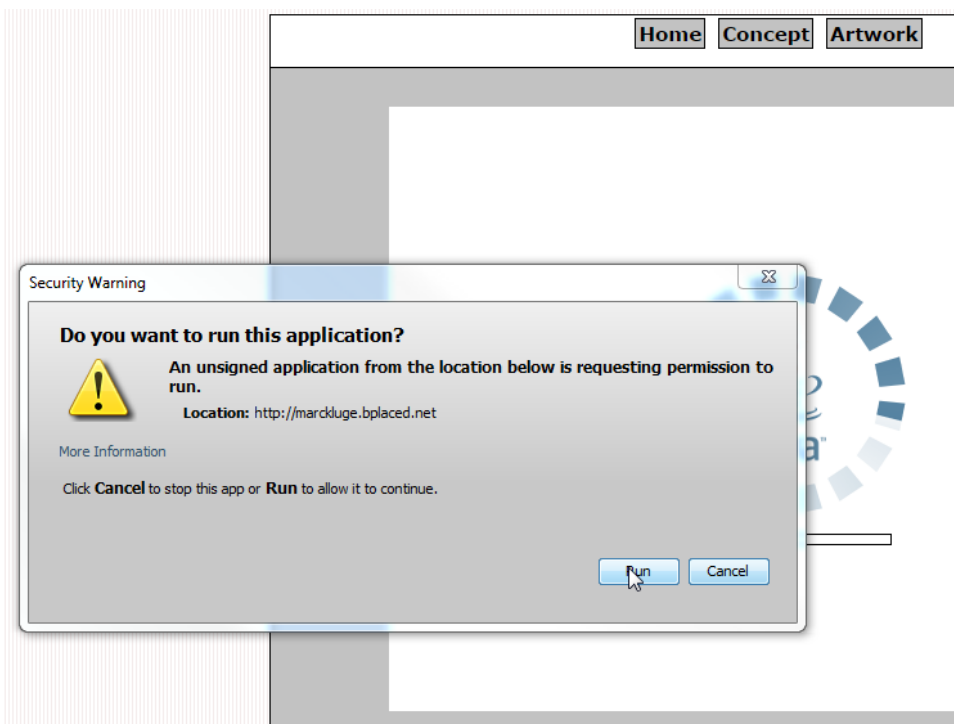 Home Concept Artwork
Security Warning
Do you want to run this application?
An unsigned application from the location below is requesting permission to
run.
Location: http://marckluge.bplaced.net
More Information
Click Cancel to stop this app or Run to allow it to continue.
Run Cancel